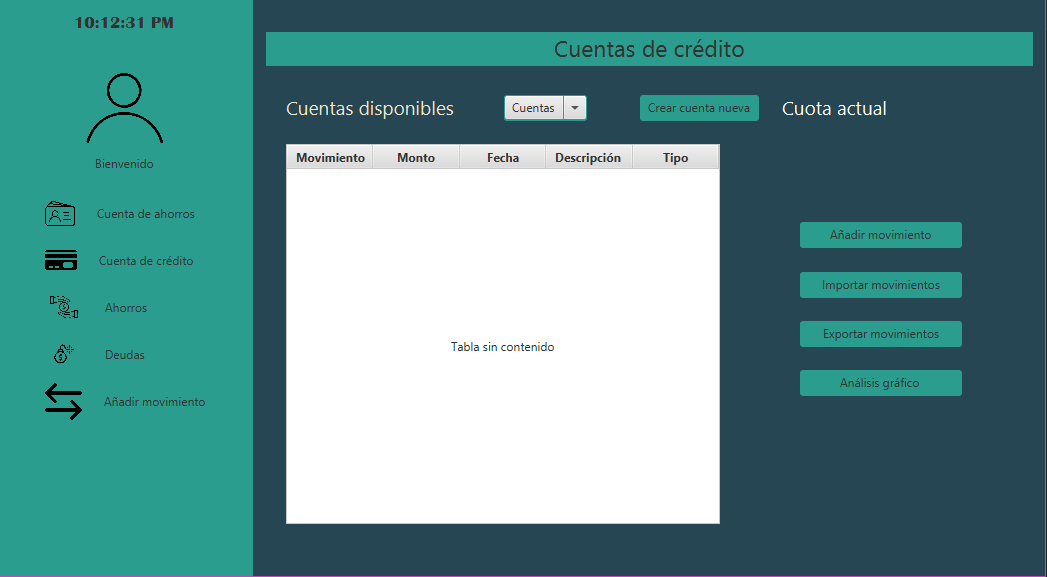 10:12:31 PM
Bienvenido
Cuenta de ahorros
Cuenta de crédito
Ahorros
Deudas
Añadir movimiento
Cuentas de crédito
Cuentas disponibles
Cuentas
Crear cuenta nueva
Cuota actual
Movimiento Monto Fecha Descripción Tipo
Tabla sin contenido
Añadir movimiento
Importar movimientos
Exportar movimientos
Análisis gráfico